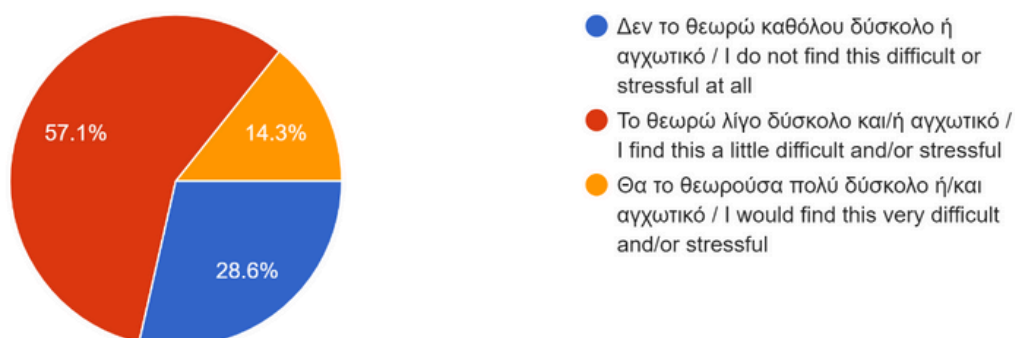 57.1%
14.3%
28.6%
Δεν το θεωρώ καθόλου δύσκολο ή
αγχωτικό / I do not find this difficult or
stressful at all
Το θεωρώ λίγο δύσκολο και/ή αγχωτικό /
I find this a little difficult and/or stressful
Θα το θεωρούσα πολύ δύσκολο ή/και
αγχωτικό / I would find this very difficult
and/or stressful